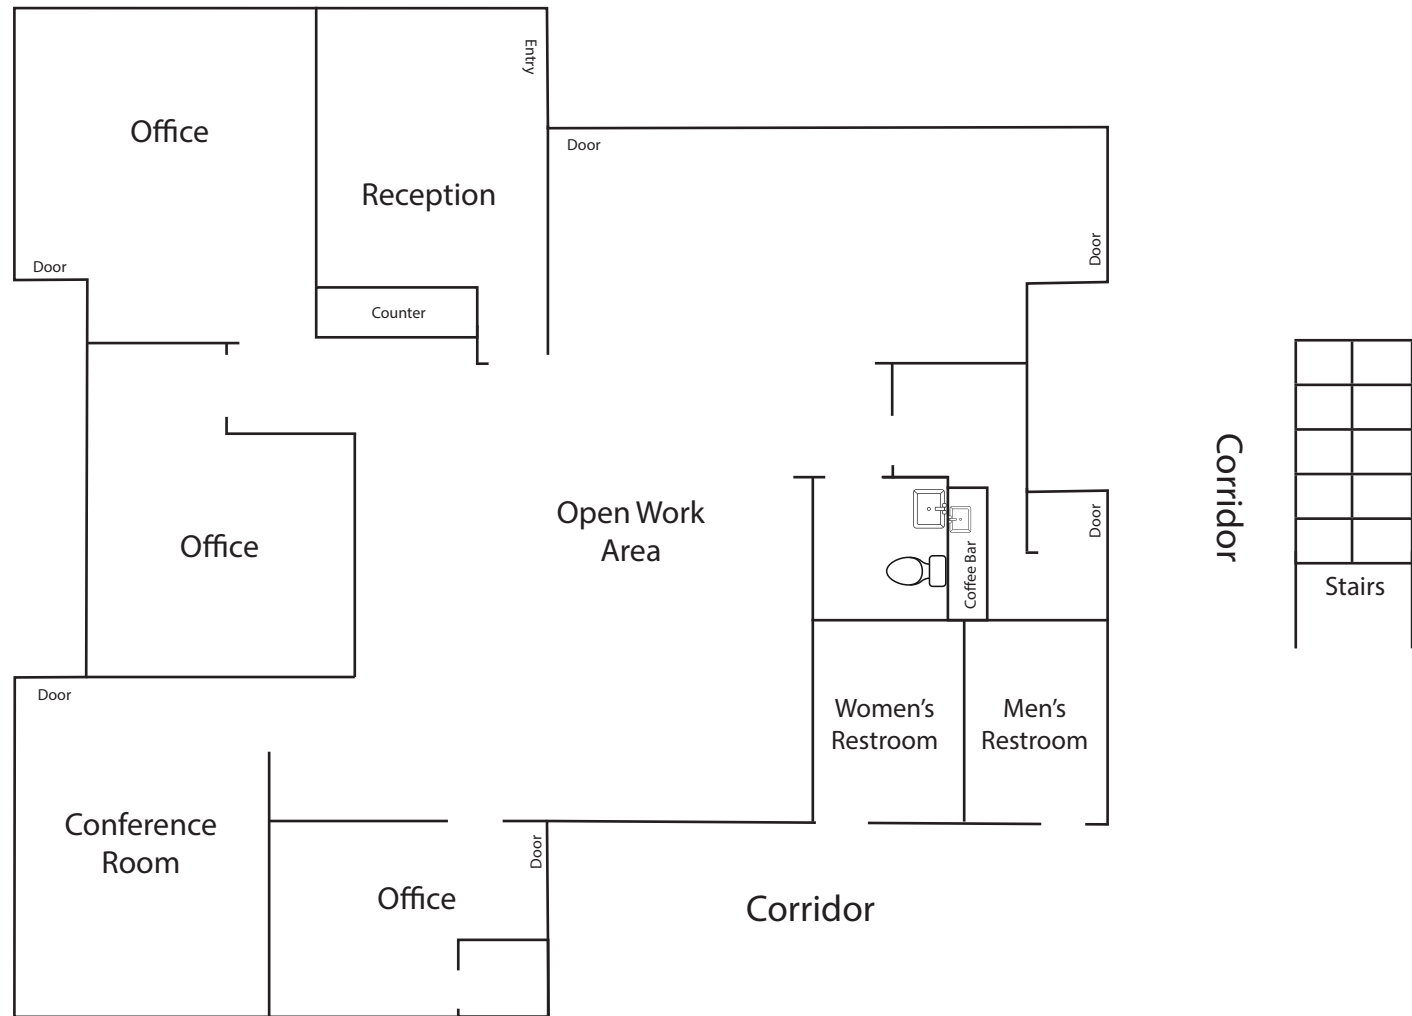 Entry
Office
Door
Reception
Door
Door
Counter
Corridor
Open Work
Area
Door
Office
Coffee Bar
Stairs
Door
Women's
Restroom
Men's
Restroom
Conference
Room
Door
Office
Corridor